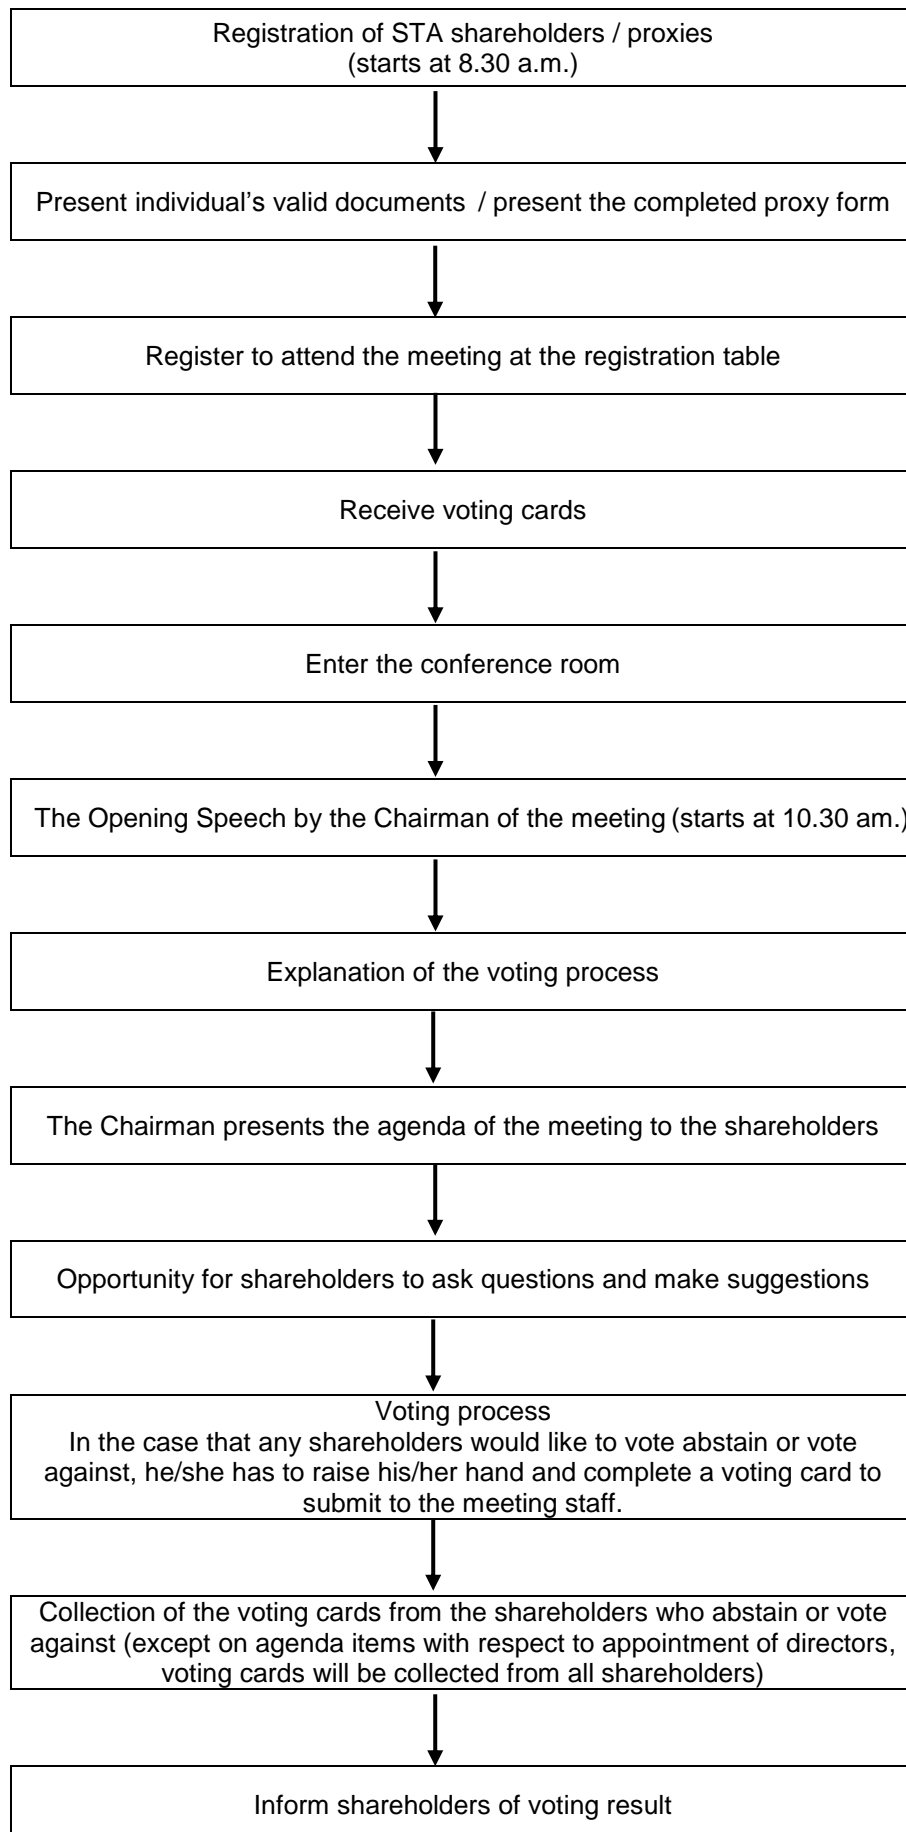 Registration of STA shareholders / proxies
(starts at 8.30 a.m.)
Present individual’s valid documents / present the completed proxy form
Register to attend the meeting at the registration table
Receive voting cards
Enter the conference room
The Opening Speech by the Chairman of the meeting (starts at 10.30 am.)
Explanation of the voting process
The Chairman presents the agenda of the meeting to the shareholders
Opportunity for shareholders to ask questions and make suggestions
Voting process
In the case that any shareholders would like to vote abstain or vote
against, he/she has to raise his/her hand and complete a voting card to
submit to the meeting staff.
Collection of the voting cards from the shareholders who abstain or vote
against (except on agenda items with respect to appointment of directors,
voting cards will be collected from all shareholders)
Inform shareholders of voting result